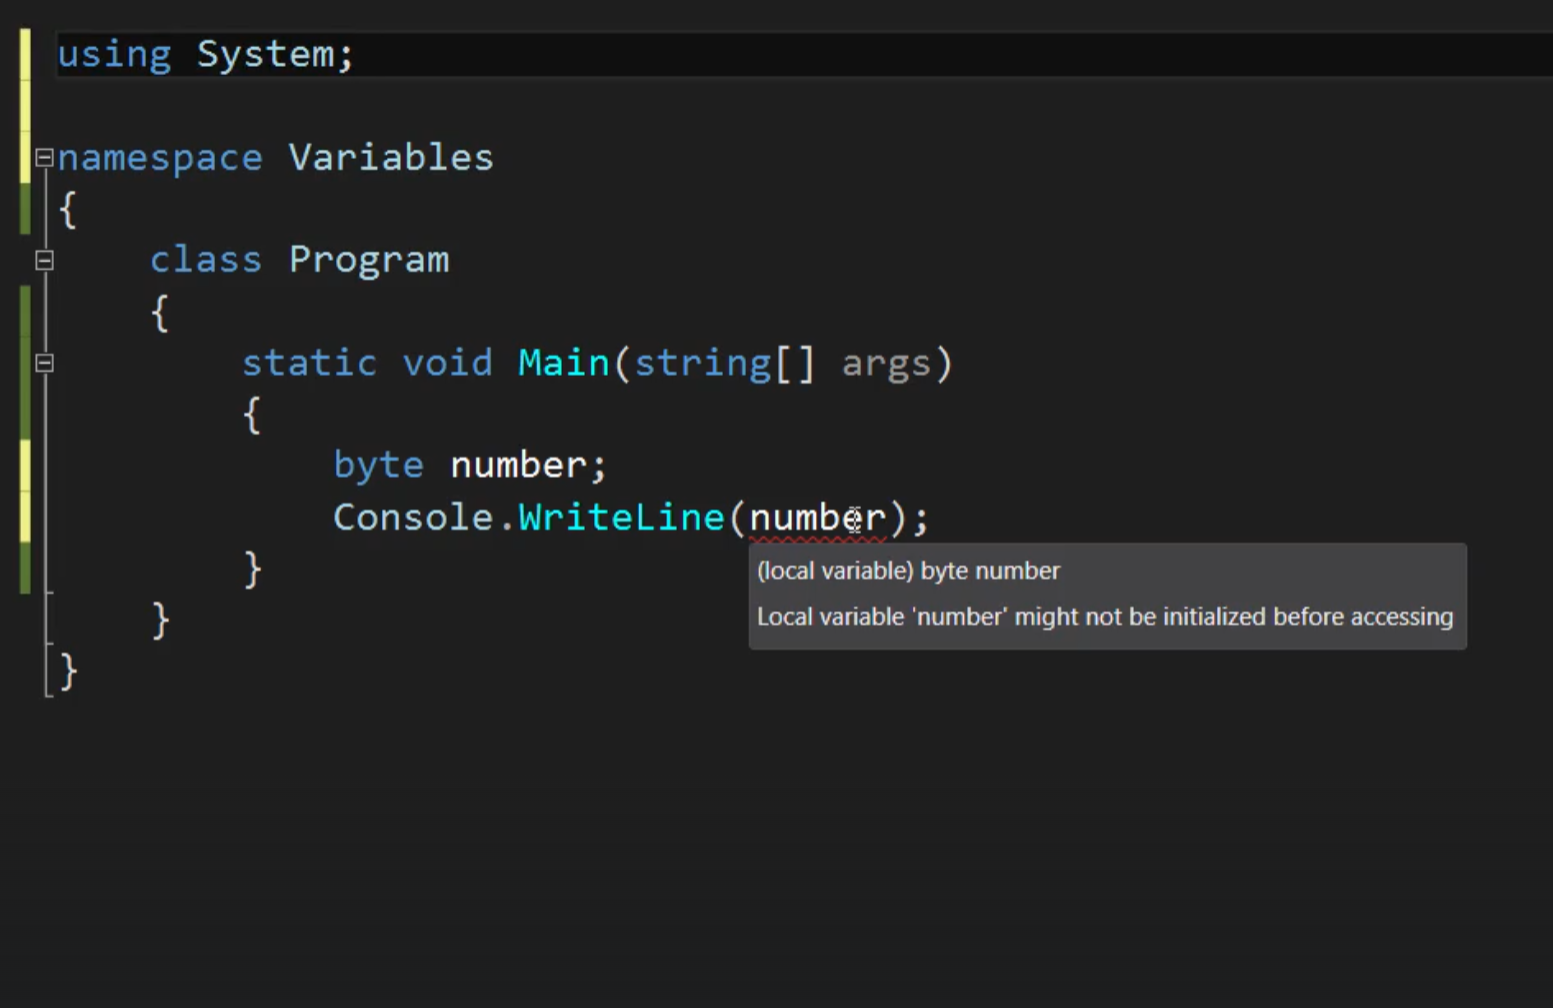 using System;
namespace Variables
{
class Program
{
static void Main(string[] args)
{
byte number;
Console.WriteLine(number);
(local variable) byte number
Local variable 'number' might not be initialized before accessing
}
}
}